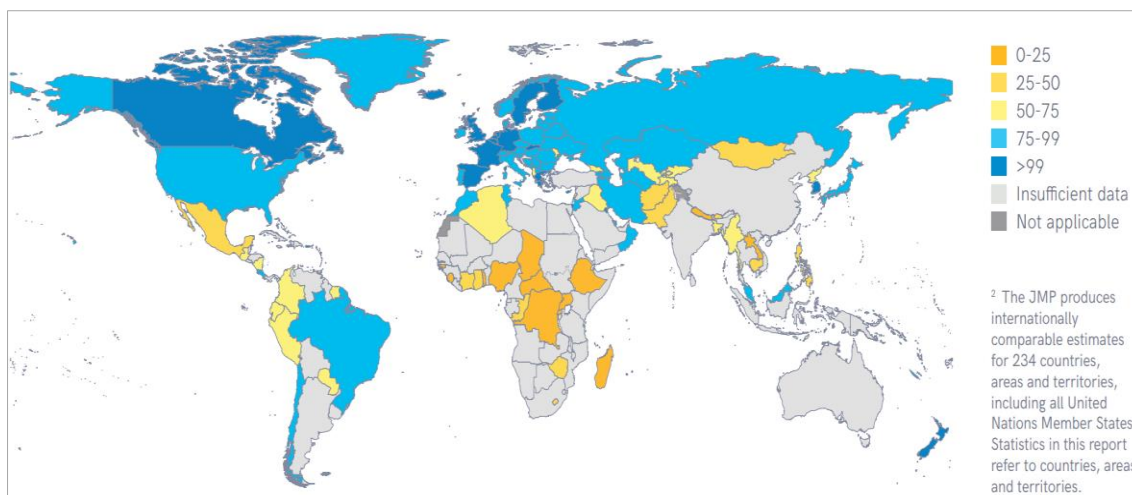 0-25
25-50
50-75
75-99
>99
Insufficient data
Not applicable
2 The JMP produces
internationally
comparable estimates
for 234 countries,
areas and territories,
including all United
Nations Member States
Statistics in this report
refer to countries, areas
and territories.